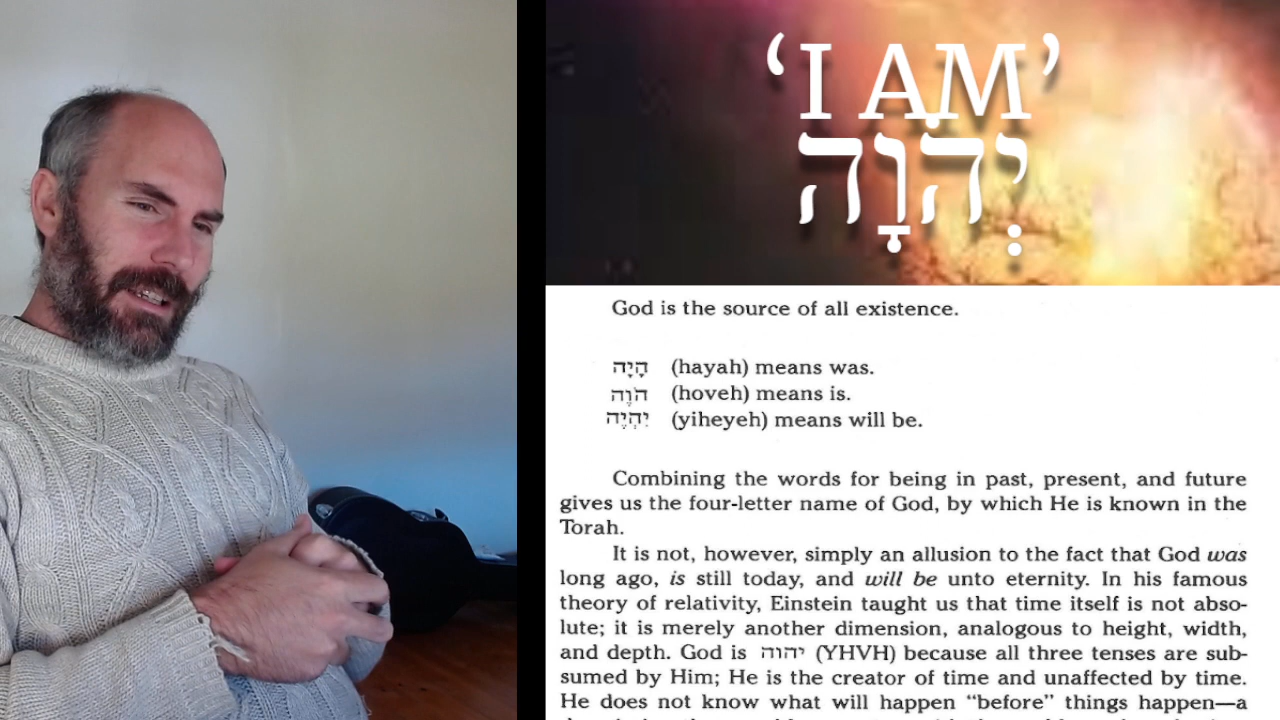 ‘I AM’
יְהֹוָה
God is the source of all existence.
הָיָה (hayah) means was.
הֹוֶה (hoveh) means is.
יִהְיֶה (yiheyeh) means will be.
Combining the words for being in past, present, and future
gives us the four-letter name of God, by which He is known in the
Torah.
It is not, however, simply an allusion to the fact that God was
long ago, is still today, and will be unto eternity. In his famous
theory of relativity, Einstein taught us that time itself is not abso-
lute; it is merely another dimension, analogous to height, width,
and depth. God is יהוה (YHVH) because all three tenses are sub-
sumed by Him; He is the creator of time and unaffected by time.
He does not know what will happen “before” things happen—a